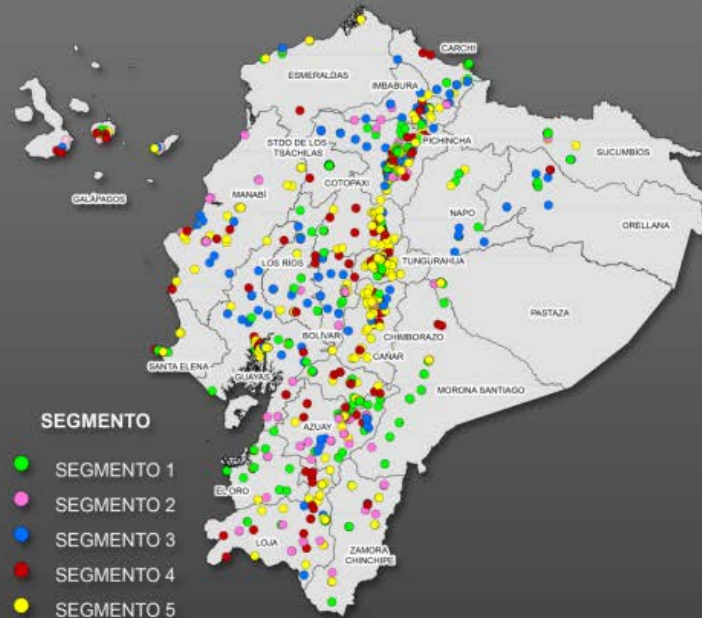 CARCHI
ESMERALDAS
IMBABURA
PICHINCHA
STDO DE LOS
TSÁCHILAS
SUCUMBÍOS
COTOPAXI
MANABÍ
NAPO
GALÁPAGOS
ORELLANA
LOS RÍOS
TUNGURAHUA
PASTAZA
BOLÍVAR
CHIMBORAZO
SANTA ELENA
CAÑAR
GUAYAS
MORONA SANTIAGO
AZUAY
EL ORO
LOJA
ZAMORA
CHINCHIPE
SEGMENTO
SEGMENTO 1
SEGMENTO 2
SEGMENTO 3
SEGMENTO 4
SEGMENTO 5